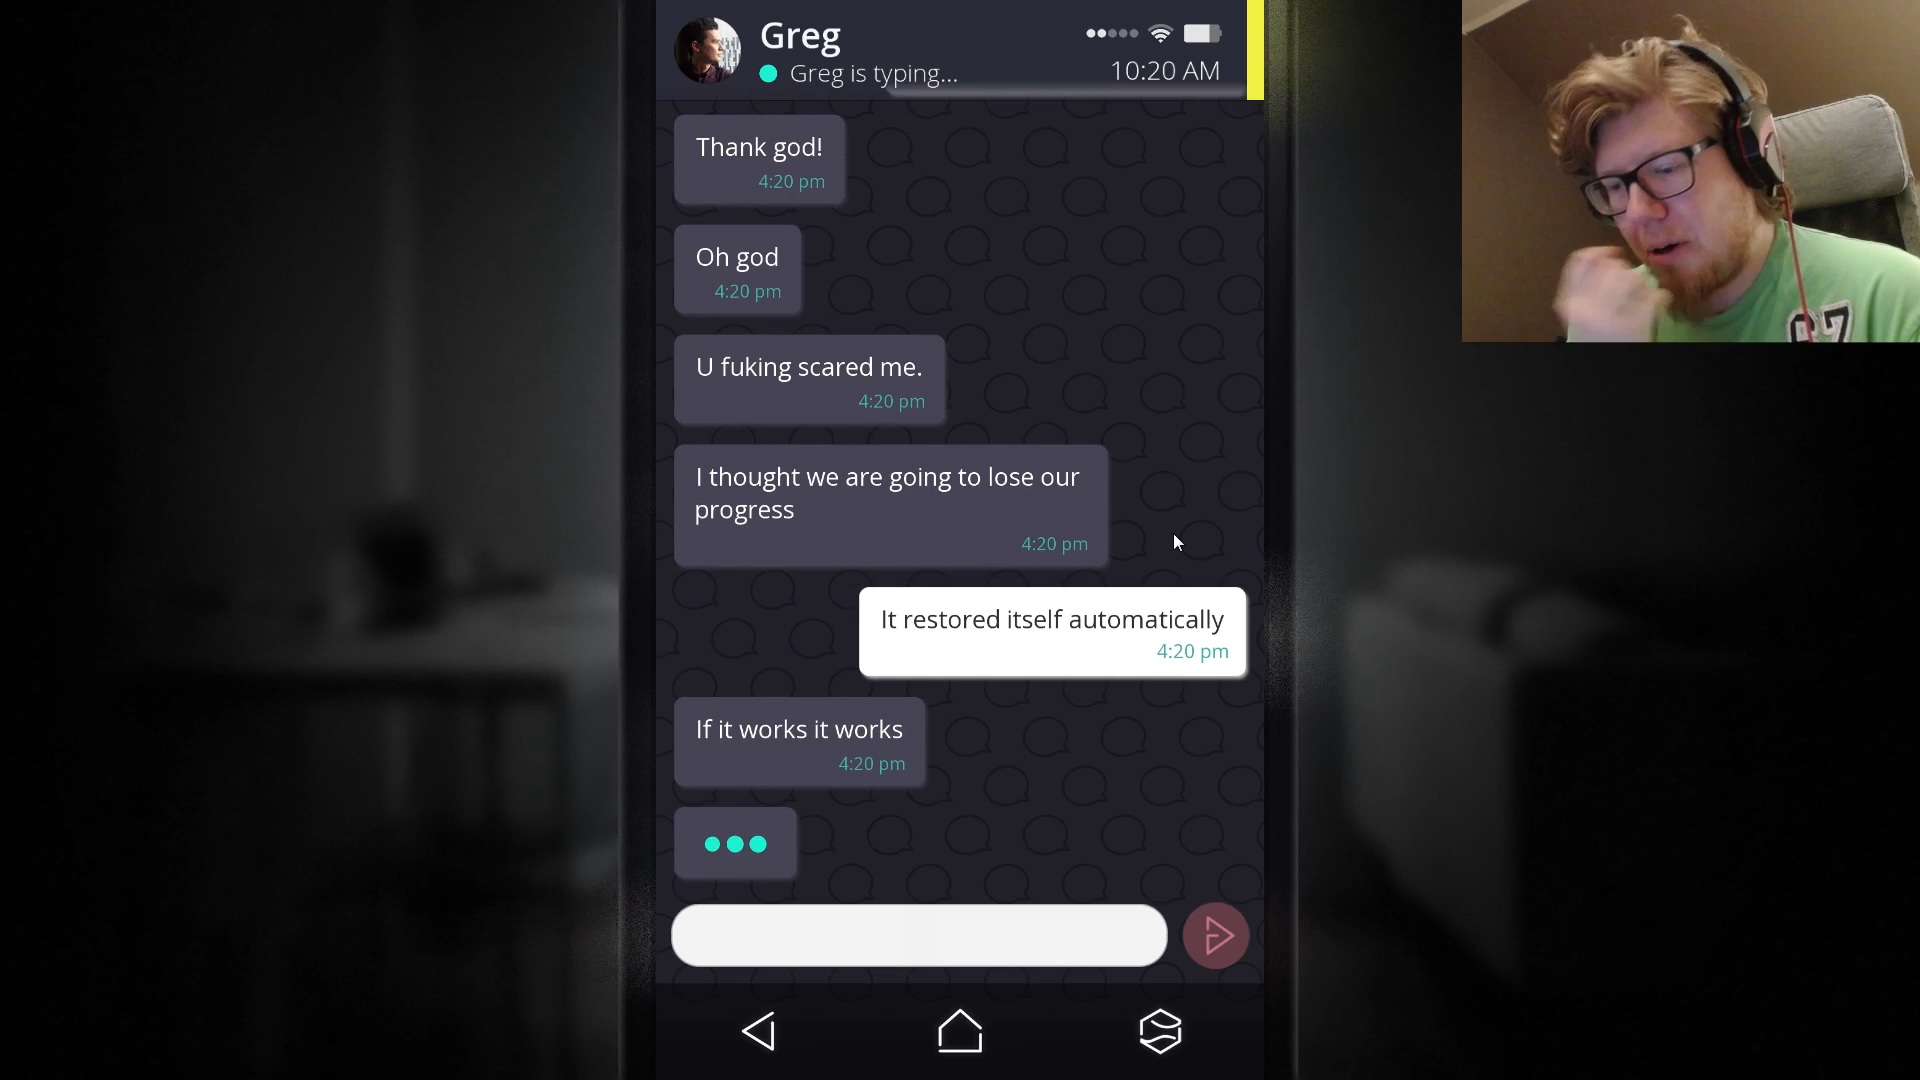 Greg
Greg is typing...
10:20 AM
Thank god!
4:20 pm
Oh god
4:20 pm
U fuking scared me.
4:20 pm
I thought we are going to lose our
progress
4:20 pm
It restored itself automatically
4:20 pm
If it works it works
4:20 pm
67